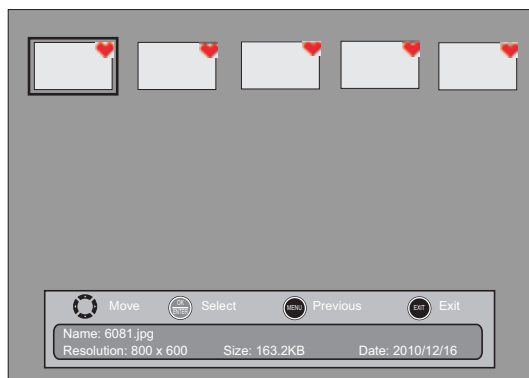 Move OK ENTER Select MENU Previous EXIT Exit
Name: 6081.jpg
Resolution: 800 x 600 Size: 163.2KB Date: 2010/12/16